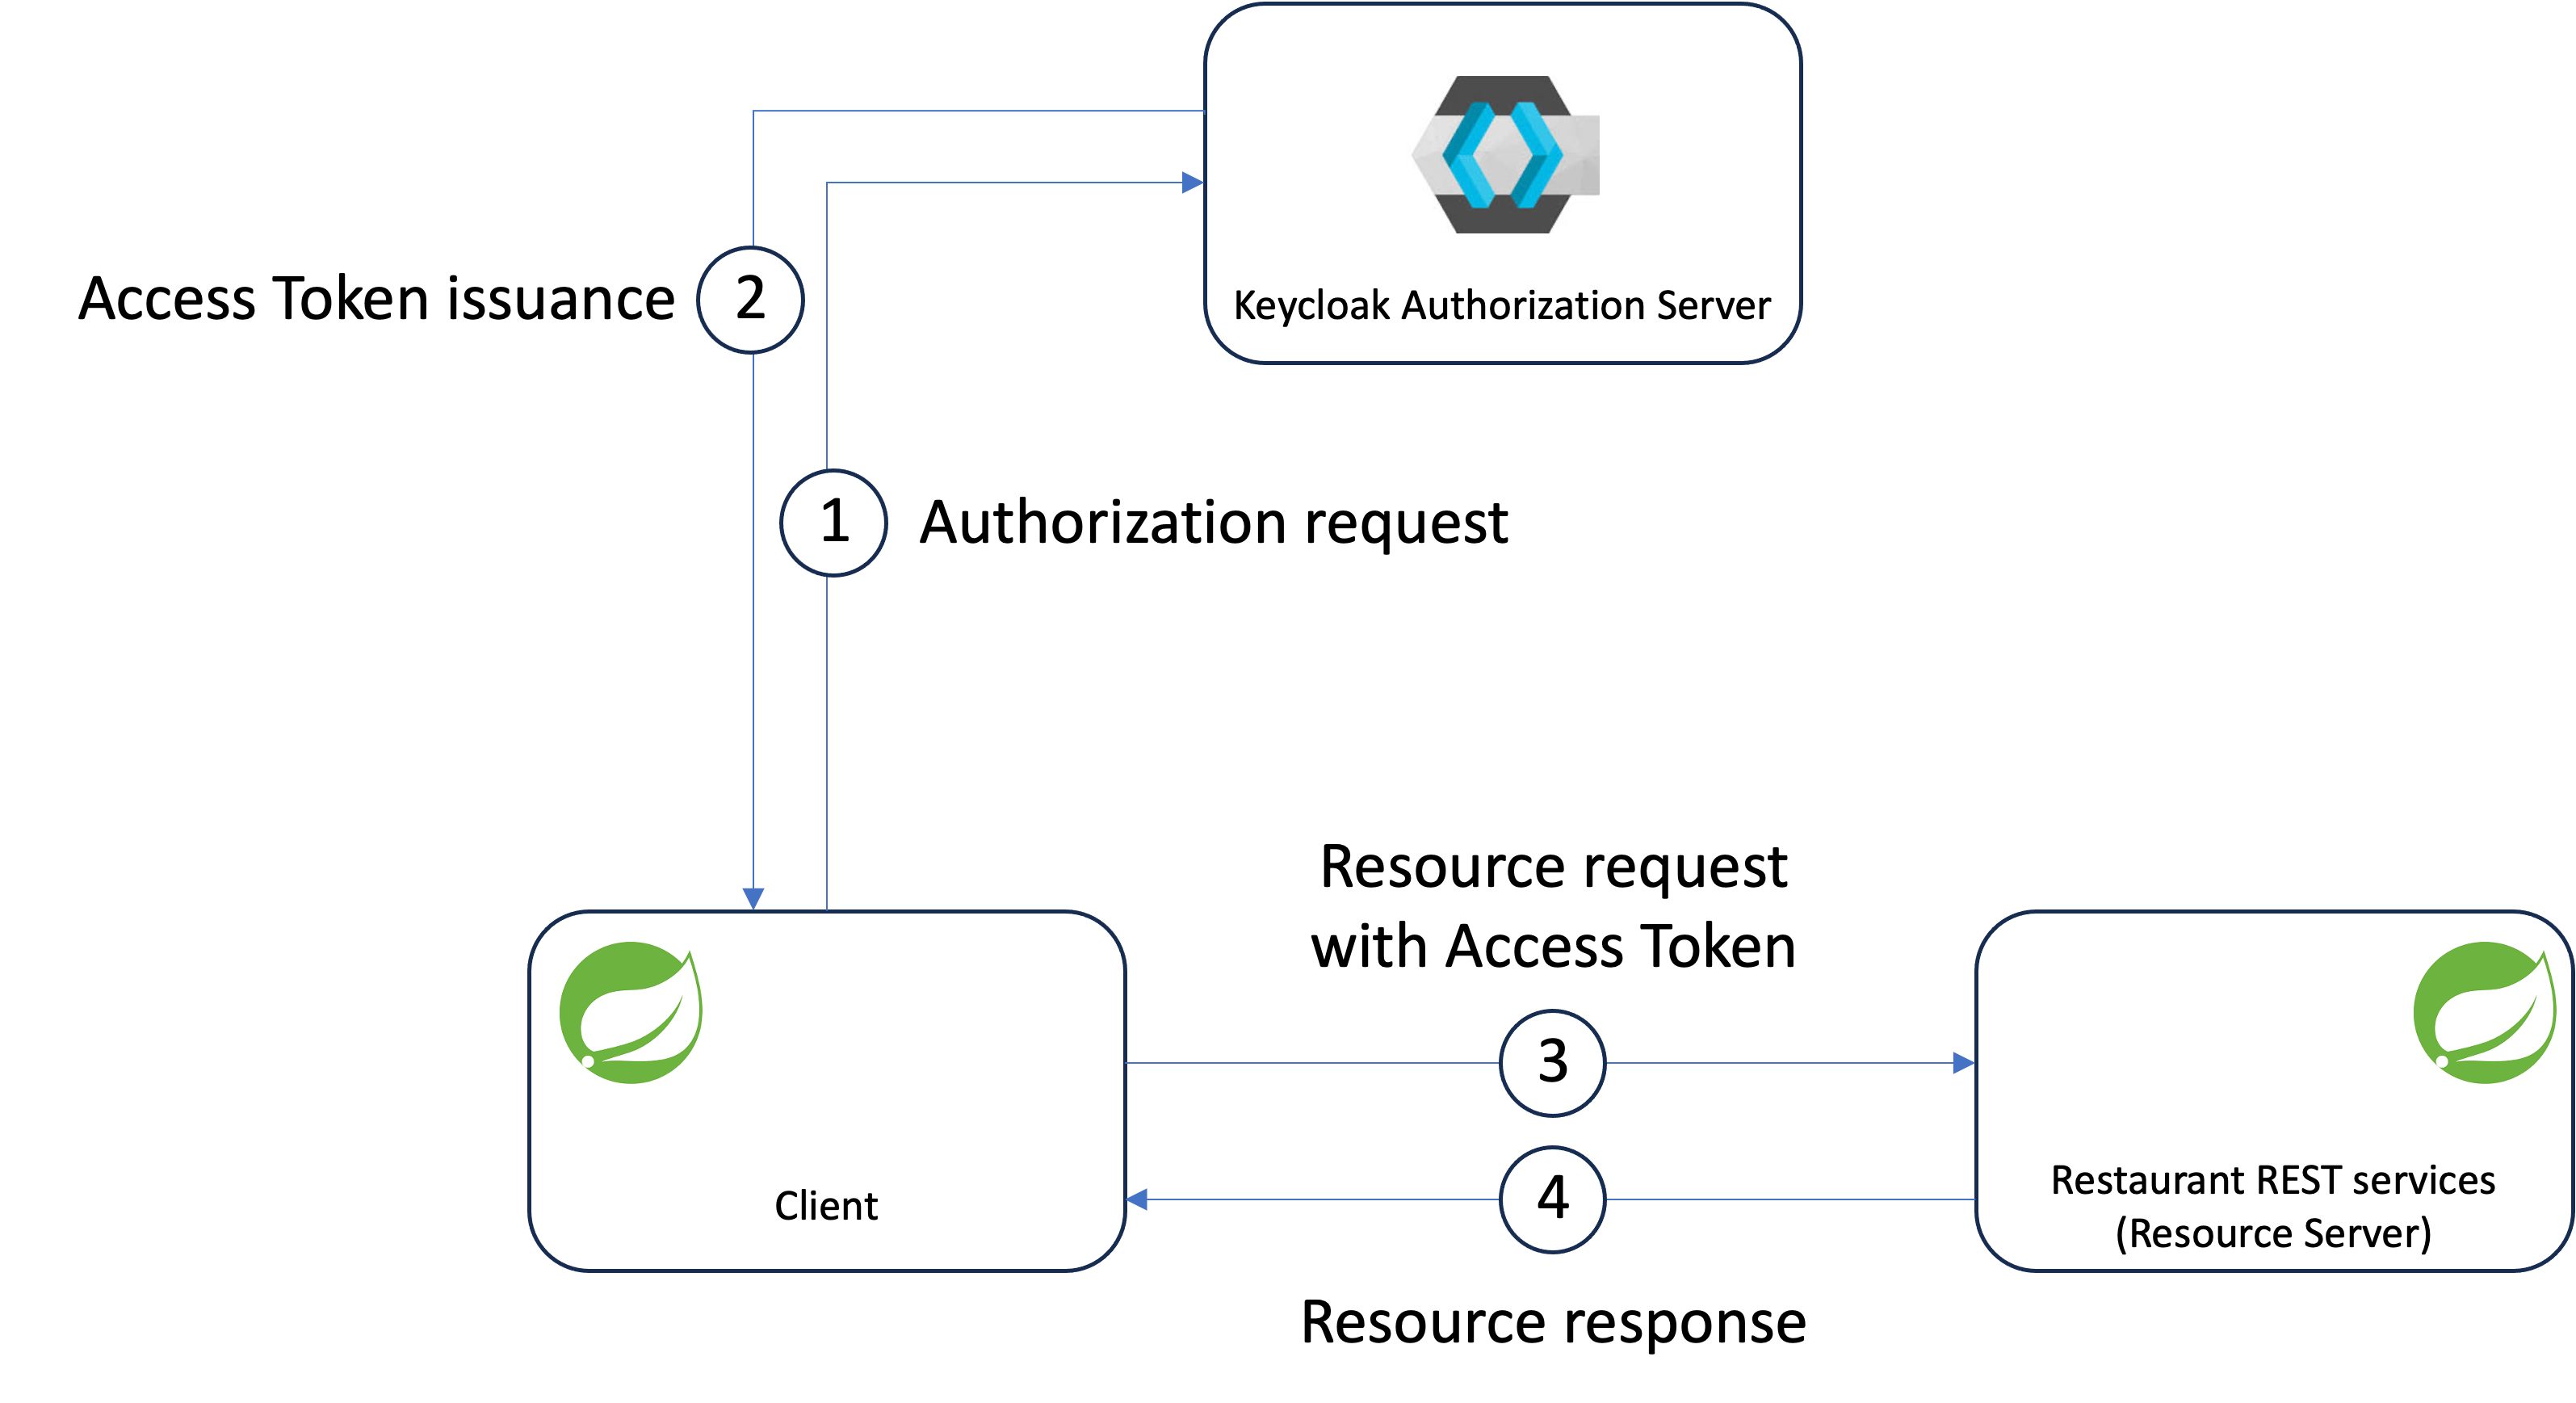 Keycloak Authorization Server
Access Token issuance
2
1
Authorization request
Resource request
with Access Token
3
4
Client
Restaurant REST services
(Resource Server)
Resource response